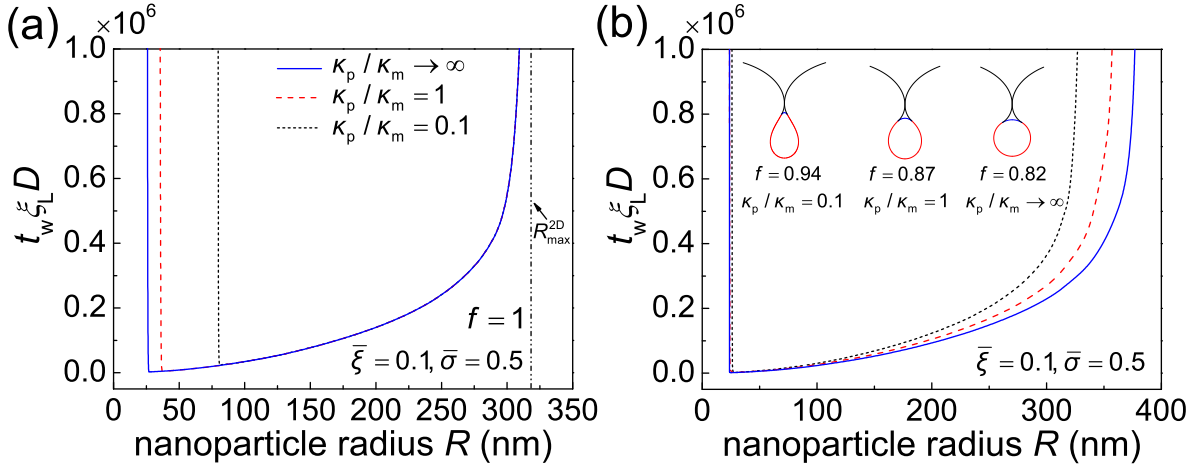 (a)
×10⁶
1.0
0.8
0.6
0.4
0.2
0.0
t_w ξ_L D
κ_p / κ_m → ∞
κ_p / κ_m = 1
κ_p / κ_m = 0.1
R_max^2D
f = 1
ξ̅ = 0.1, σ̅ = 0.5
0 50 100 150 200 250 300 350
nanoparticle radius R (nm)
(b)
×10⁶
1.0
0.8
0.6
0.4
0.2
0.0
t_w ξ_L D
f = 0.94 f = 0.87 f = 0.82
κ_p / κ_m = 0.1 κ_p / κ_m = 1 κ_p / κ_m → ∞
ξ̅ = 0.1, σ̅ = 0.5
0 100 200 300 400
nanoparticle radius R (nm)